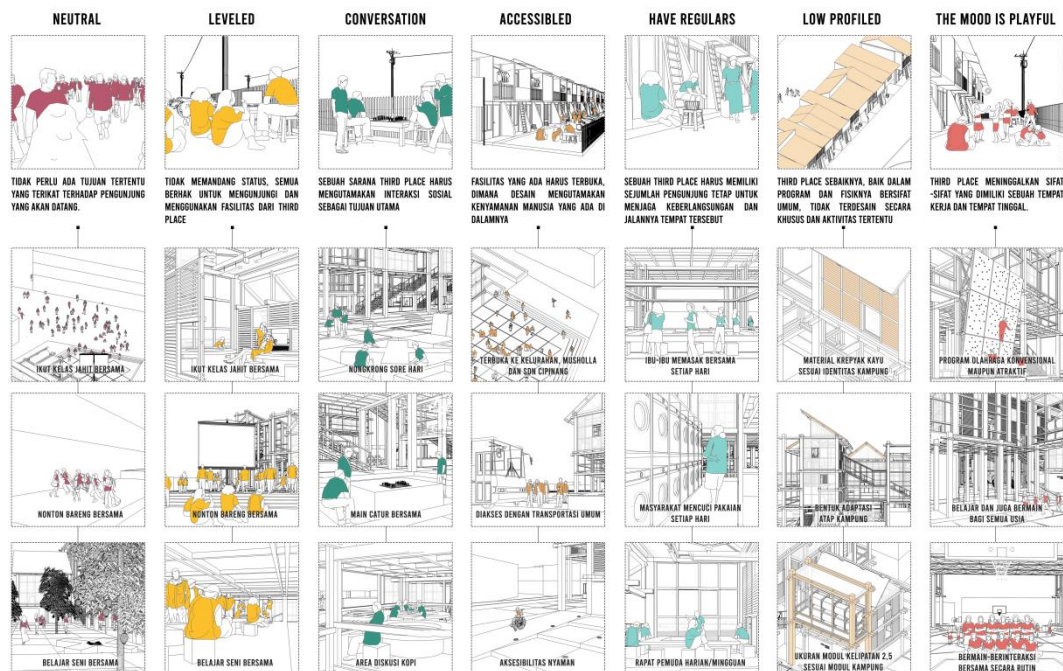 NEUTRAL
TIDAK PERLU ADA TUJUAN TERTENTU
YANG TERIKAT TERHADAP PENGUNJUNG
YANG AKAN DATANG.
IKUT KELAS JAHIT BERSAMA
NONTON BARENG BERSAMA
BELAJAR SENI BERSAMA
LEVELED
TIDAK MEMANDANG STATUS, SEMUA
BERHAK UNTUK MENGUNJUNGI DAN
MENGGUNAKAN FASILITAS DARI THIRD
PLACE
IKUT KELAS JAHIT BERSAMA
NONTON BARENG BERSAMA
BELAJAR SENI BERSAMA
CONVERSATION
SEBUAH SARANA THIRD PLACE HARUS
MENGUTAMAKAN INTERAKSI SOSIAL
SEBAGAI TUJUAN UTAMA
NONGKRONG SORE HARI
MAIN CATUR BERSAMA
AREA DISKUSI KOPI
ACCESSIBLED
FASILITAS YANG ADA HARUS TERBUKA,
DIMANA DESAIN MENGUTAMAKAN
KENYAMANAN MANUSIA YANG ADA DI
DALAMNYA
TERBUKA KE KELURAHAN, MUSHOLLA
DAN SDN CIPINANG
DIAKSES DENGAN TRANSPORTASI UMUM
AKSESIBILITAS NYAMAN
HAVE REGULARS
SEBUAH THIRD PLACE HARUS MEMILIKI
SEJUMLAH PENGUNJUNG TETAP UNTUK
MENJAGA KEBERLANGSUNGAN DAN
JALANNYA TEMPAT TERSEBUT
IBU-IBU MEMASAK BERSAMA
SETIAP HARI
MASYARAKAT MENCUCI PAKAIAN
SETIAP HARI
RAPAT PEMUDA HARIAN/MINGGUAN
LOW PROFILED
THIRD PLACE SEBAIKNYA, BAIK DALAM
PROGRAM DAN FISIKNYA BERSIFAT
UMUM, TIDAK TERDESAIN SECARA
KHUSUS DAN AKTIVITAS TERTENTU
MATERIAL KREPYAK KAYU
SESUAI IDENTITAS KAMPUNG
BENTUK ADAPTASI
ATAP KAMPUNG
UKURAN MODUL KELIPATAN 2,5
SESUAI MODUL KAMPUNG
THE MOOD IS PLAYFUL
THIRD PLACE MENINGGALKAN SIFAT
-SIFAT YANG DIMILIKI SEBUAH TEMPAT
KERJA DAN TEMPAT TINGGAL.
PROGRAM OLAHRAGA KONVENSIONAL
MAUPUN ATRAKTIF
BELAJAR DAN JUGA BERMAIN
BAGI SEMUA USIA
BERMAIN-BERINTERAKSI
BERSAMA SECARA RUTIN